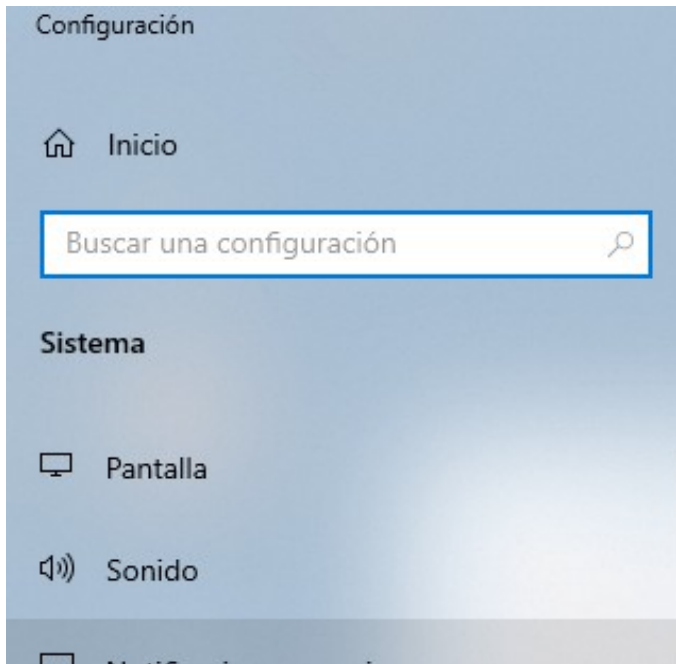 Configuración
Inicio
Buscar una configuración
Sistema
Pantalla
Sonido